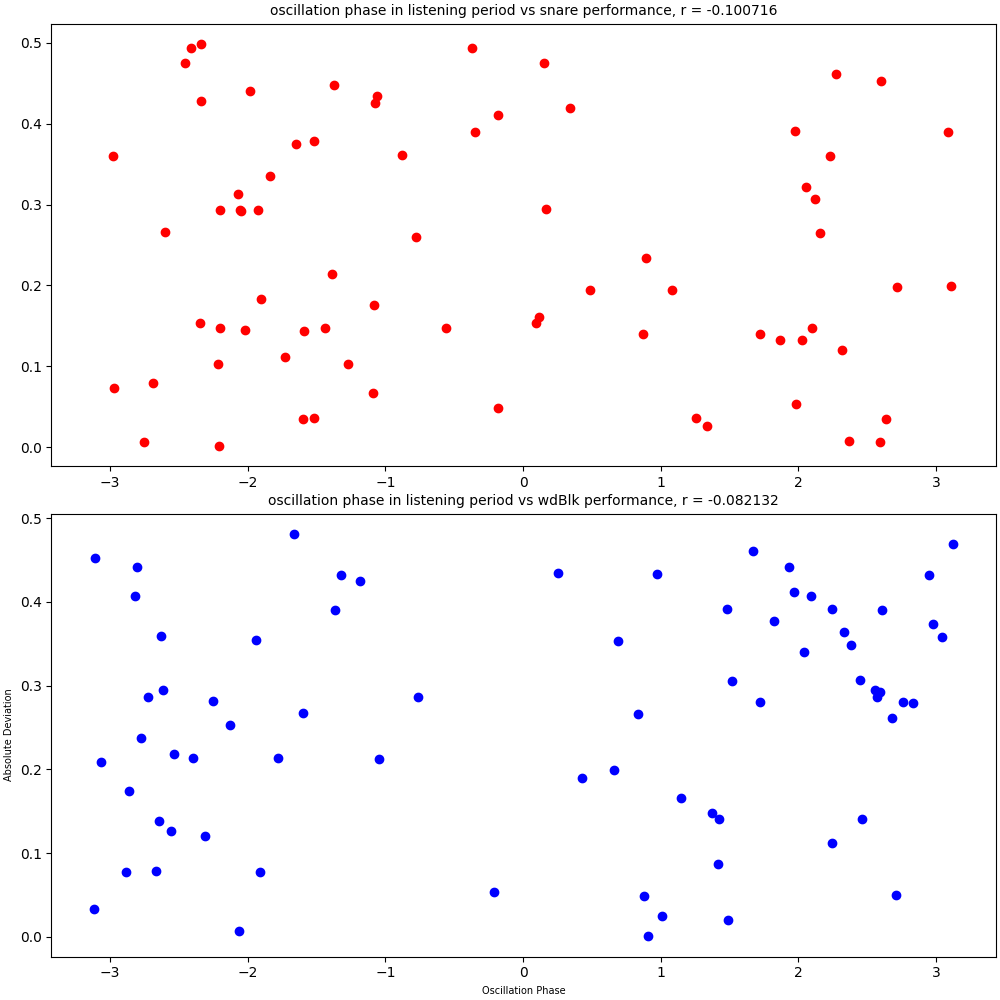 oscillation phase in listening period vs snare performance, r = -0.100716
0.5
0.4
0.3
0.2
0.1
0.0
−3 −2 −1 0 1 2 3
oscillation phase in listening period vs wdBlk performance, r = -0.082132
0.5
0.4
0.3
0.2
0.1
0.0
Absolute Deviation
−3 −2 −1 0 1 2 3
Oscillation Phase